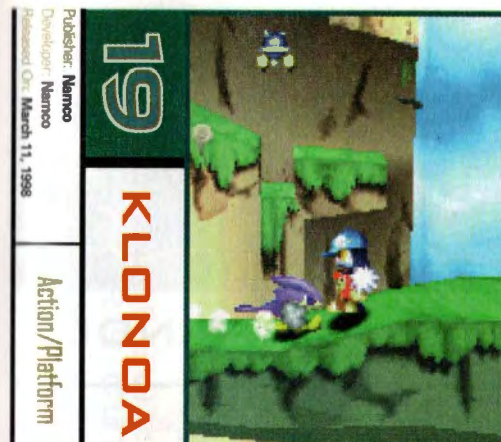 19
KLONOA
Publisher: Namco
Developer: Namco
Released On: March 11, 1998
Action/Platform